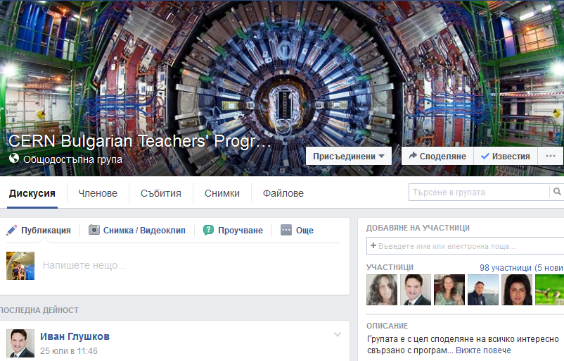 CERN Bulgarian Teachers' Progr...
Общодостъпна група
Присъединени
Споделяне
Известия
Дискусия
Членове
Събития
Снимки
Файлове
Търсене в групата
Публикация
Снимка / Видеоклип
Проучване
Още
Напишете нещо...
ПОСЛЕДНА ДЕЙНОСТ
Иван Глушков
25 юли в 11:46
ДОБАВЯНЕ НА УЧАСТНИЦИ
+ Въведете име или електронна поща...
УЧАСТНИЦИ
98 участници (5 нови
ОПИСАНИЕ
Групата е с цел споделяне на всичко интересно
свързано с програм... Вижте повече